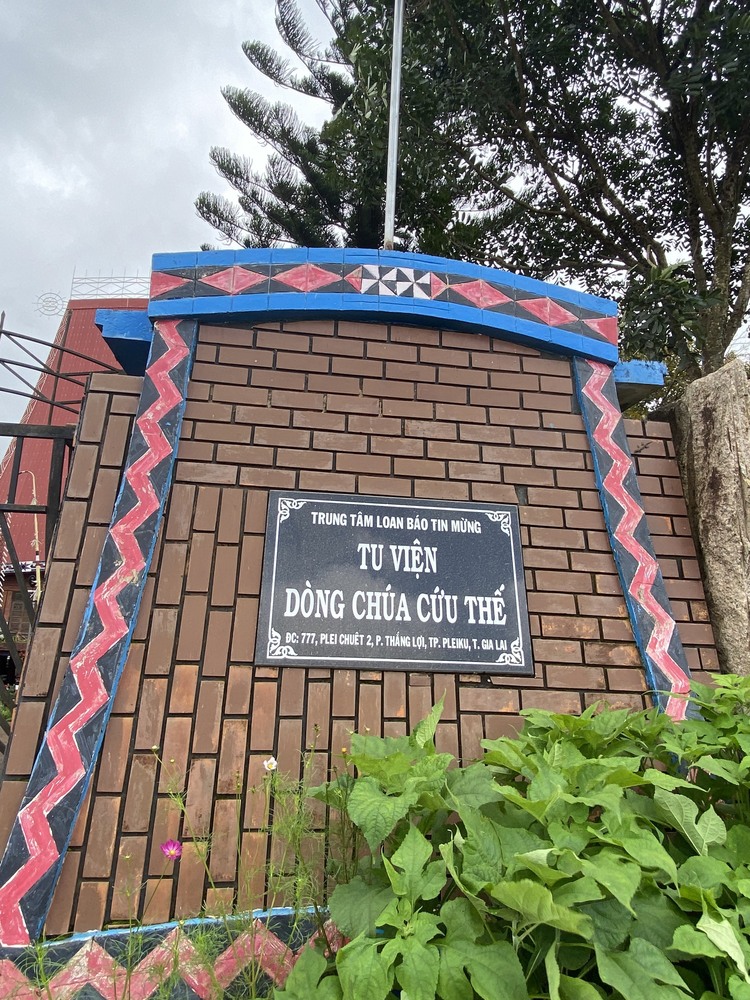 TRUNG TÂM LOAN BÁO TIN MỪNG
TU VIỆN
DÒNG CHÚA CỨU THẾ
ĐC: 777, PLEI CHUÊT 2, P. THẮNG LỢI, TP. PLEIKU, T. GIA LAI